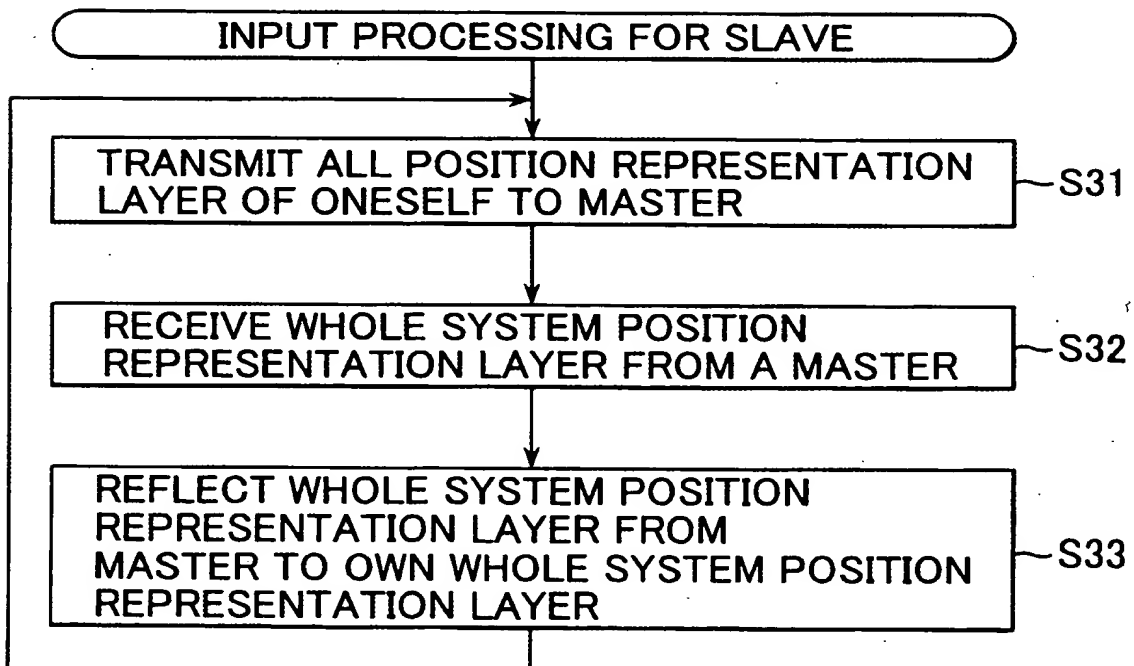 INPUT PROCESSING FOR SLAVE
TRANSMIT ALL POSITION REPRESENTATION
LAYER OF ONESELF TO MASTER
S31
RECEIVE WHOLE SYSTEM POSITION
REPRESENTATION LAYER FROM A MASTER
S32
REFLECT WHOLE SYSTEM POSITION
REPRESENTATION LAYER FROM
MASTER TO OWN WHOLE SYSTEM POSITION
REPRESENTATION LAYER
S33